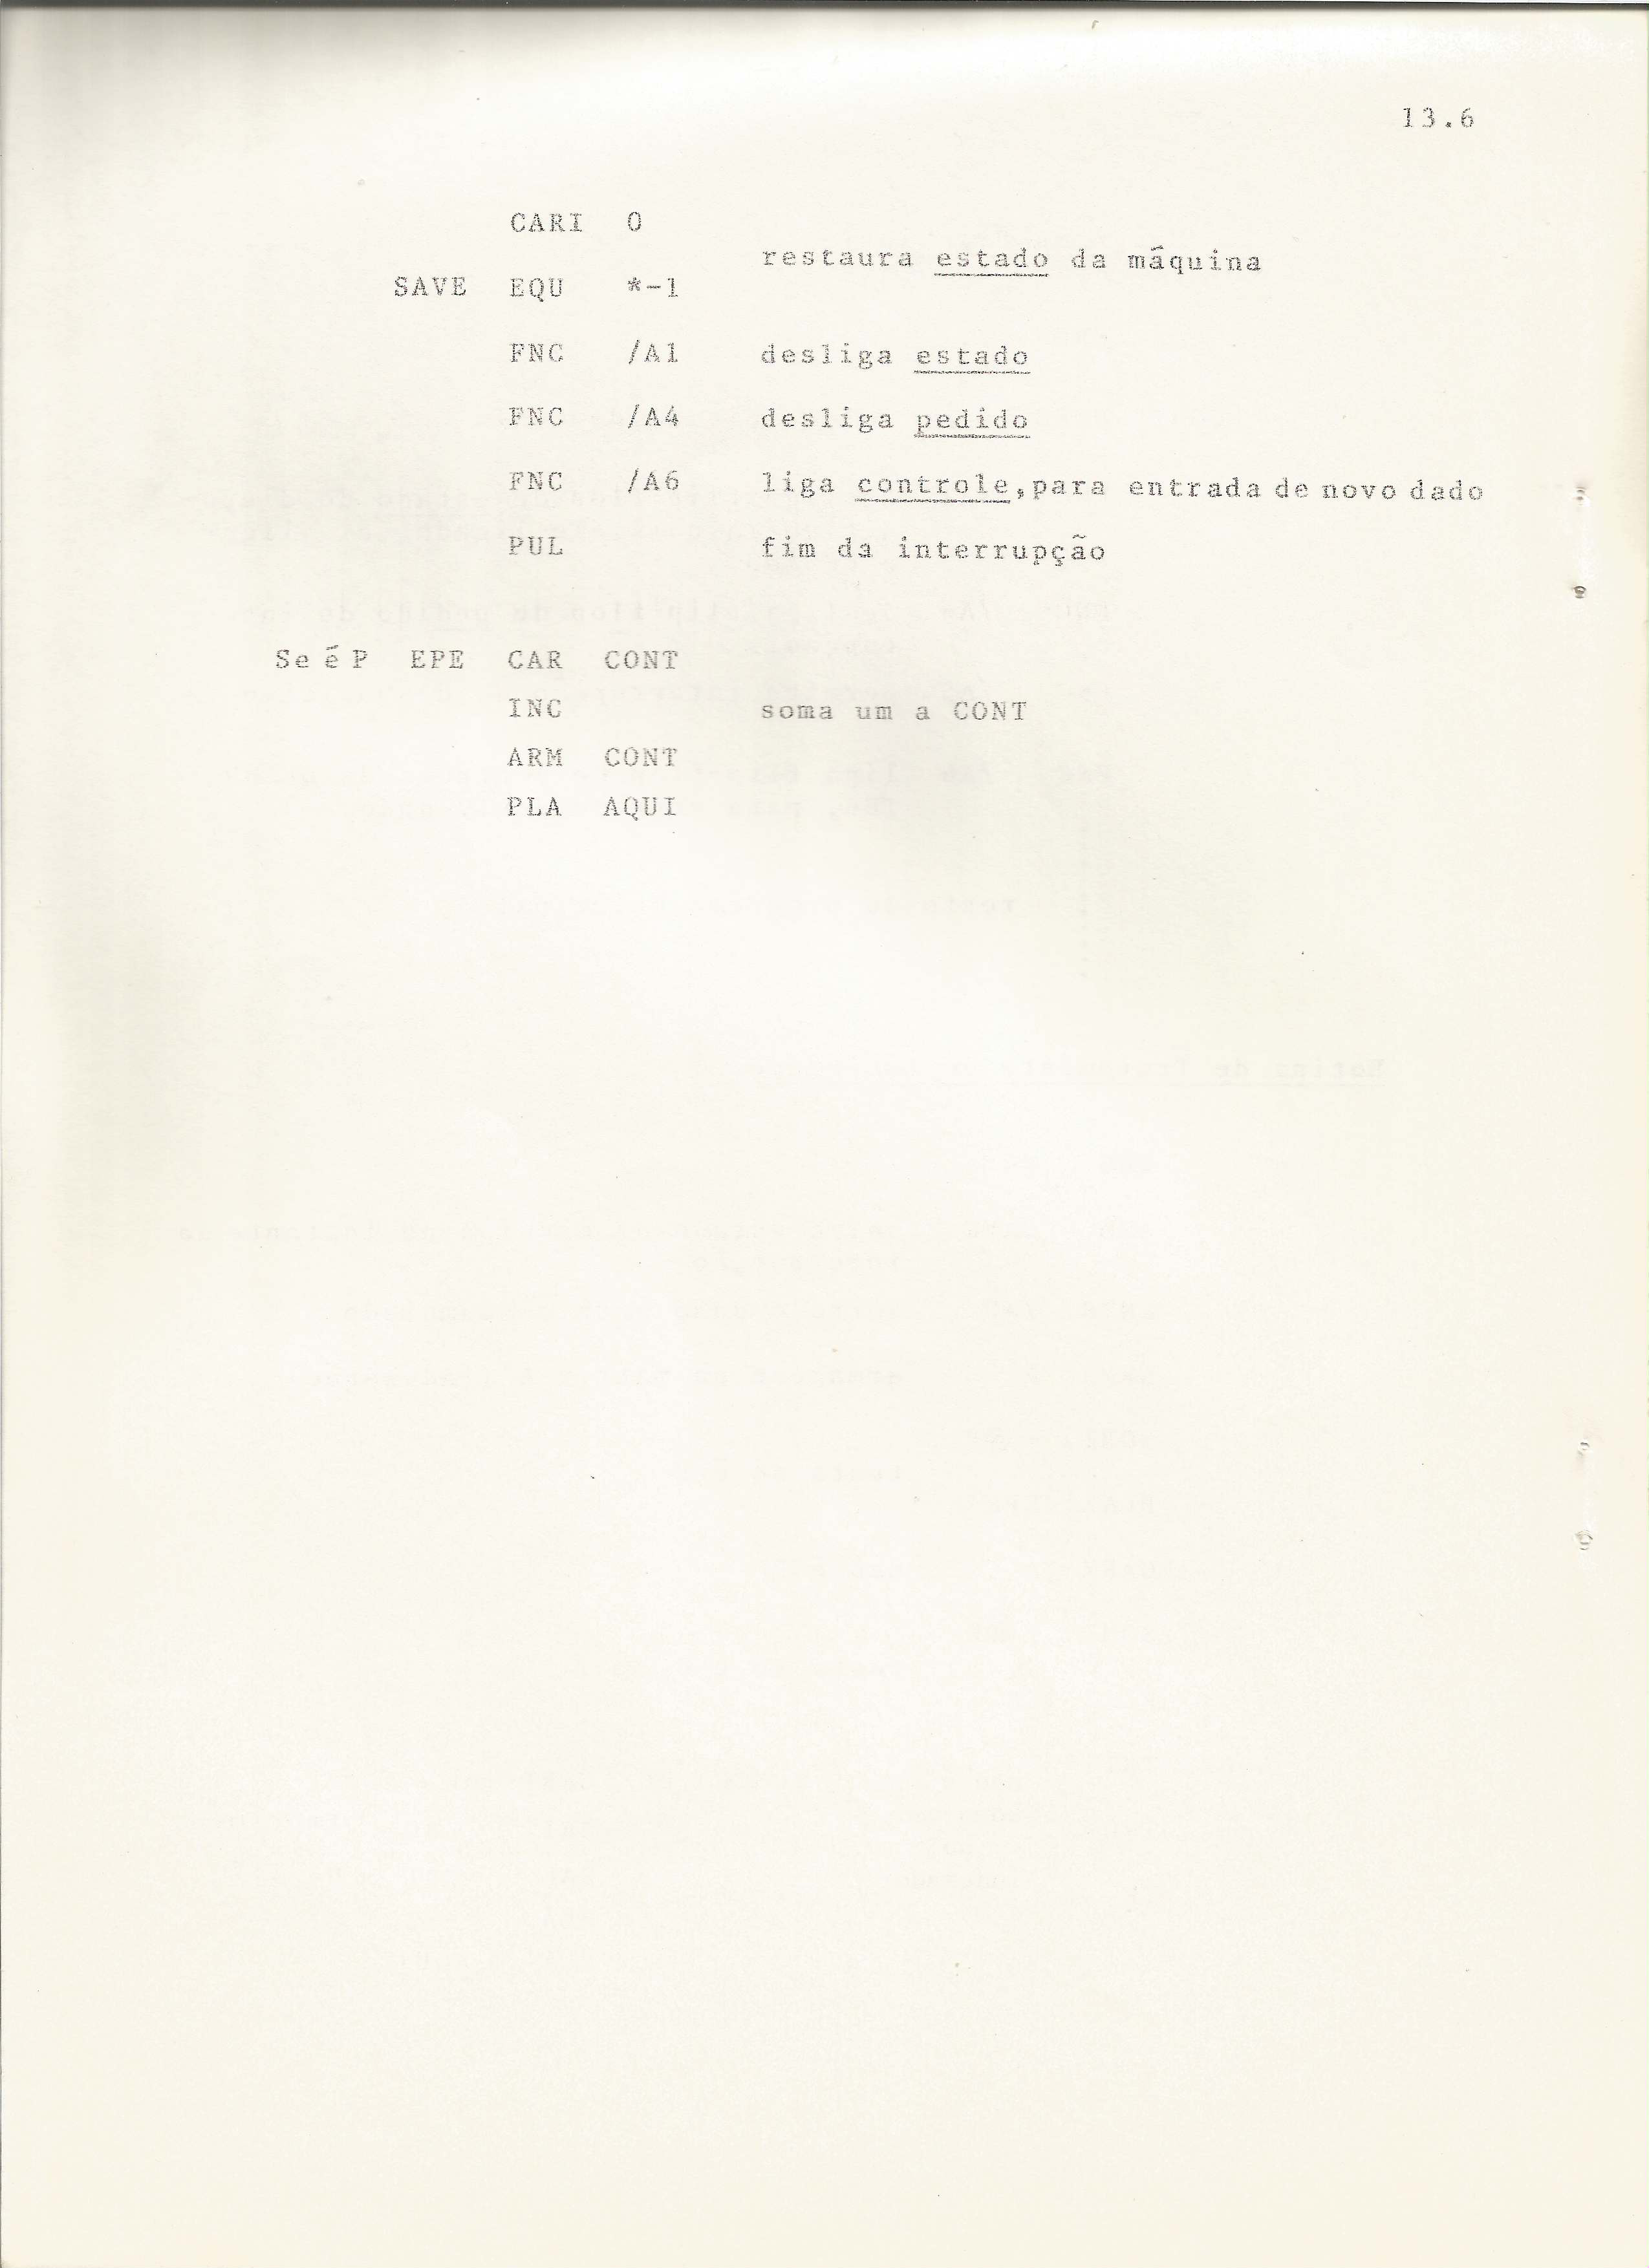 13.6
CARI 0
restaura estado da máquina
SAVE EQU *-1
FNC /A1 desliga estado
FNC /A4 desliga pedido
FNC /A6 liga controle, para entrada de novo dado
PUL fim da interrupção
Se é P EPE CAR CONT
INC soma um a CONT
ARM CONT
PLA AQUI